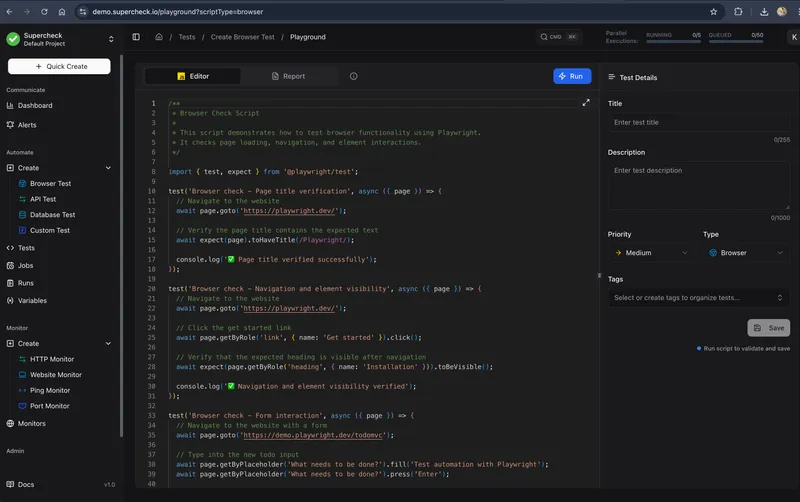 demo.supercheck.io/playground?scriptType=browser
Supercheck
Default Project
Tests
Create Browser Test
Playground
CMD
Parallel
Executions:
RUNNING
0/5
QUEUED
0/50
K
+ Quick Create
Communicate
Dashboard
Alerts
Automate
Create
Browser Test
API Test
Database Test
Custom Test
Tests
Jobs
Runs
Variables
Monitor
Create
HTTP Monitor
Website Monitor
Ping Monitor
Port Monitor
Monitors
Admin
Docs
v1.0
Editor
Report
Run
1 /**
2 * Browser Check Script
3 *
4 * This script demonstrates how to test browser functionality using Playwright.
5 * It checks page loading, navigation, and element interactions.
6 */
7
8 import { test, expect } from '@playwright/test';
9
10 test('Browser check - Page title verification', async ({ page }) => {
11 // Navigate to the website
12 await page.goto('https://playwright.dev/');
13
14 // Verify the page title contains the expected text
15 await expect(page).toHaveTitle(/Playwright/);
16
17 console.log('✅ Page title verified successfully');
18 });
19
20 test('Browser check - Navigation and element visibility', async ({ page }) => {
21 // Navigate to the website
22 await page.goto('https://playwright.dev/');
23
24 // Click the get started link
25 await page.getByRole('link', { name: 'Get started' }).click();
26
27 // Verify that the expected heading is visible after navigation
28 await expect(page.getByRole('heading', { name: 'Installation' })).toBeVisible();
29
30 console.log('✅ Navigation and element visibility verified');
31 });
32
33 test('Browser check - Form interaction', async ({ page }) => {
34 // Navigate to the website with a form
35 await page.goto('https://demo.playwright.dev/todomvc');
36
37 // Type into the new todo input
38 await page.getByPlaceholder('What needs to be done?').fill('Test automation with Playwright');
39 await page.getByPlaceholder('What needs to be done?').press('Enter');
40
Test Details
Title
Enter test title
0/255
Description
Enter test description
0/1000
Priority
Type
Medium
Browser
Tags
Select or create tags to organize tests...
Save
Run script to validate and save